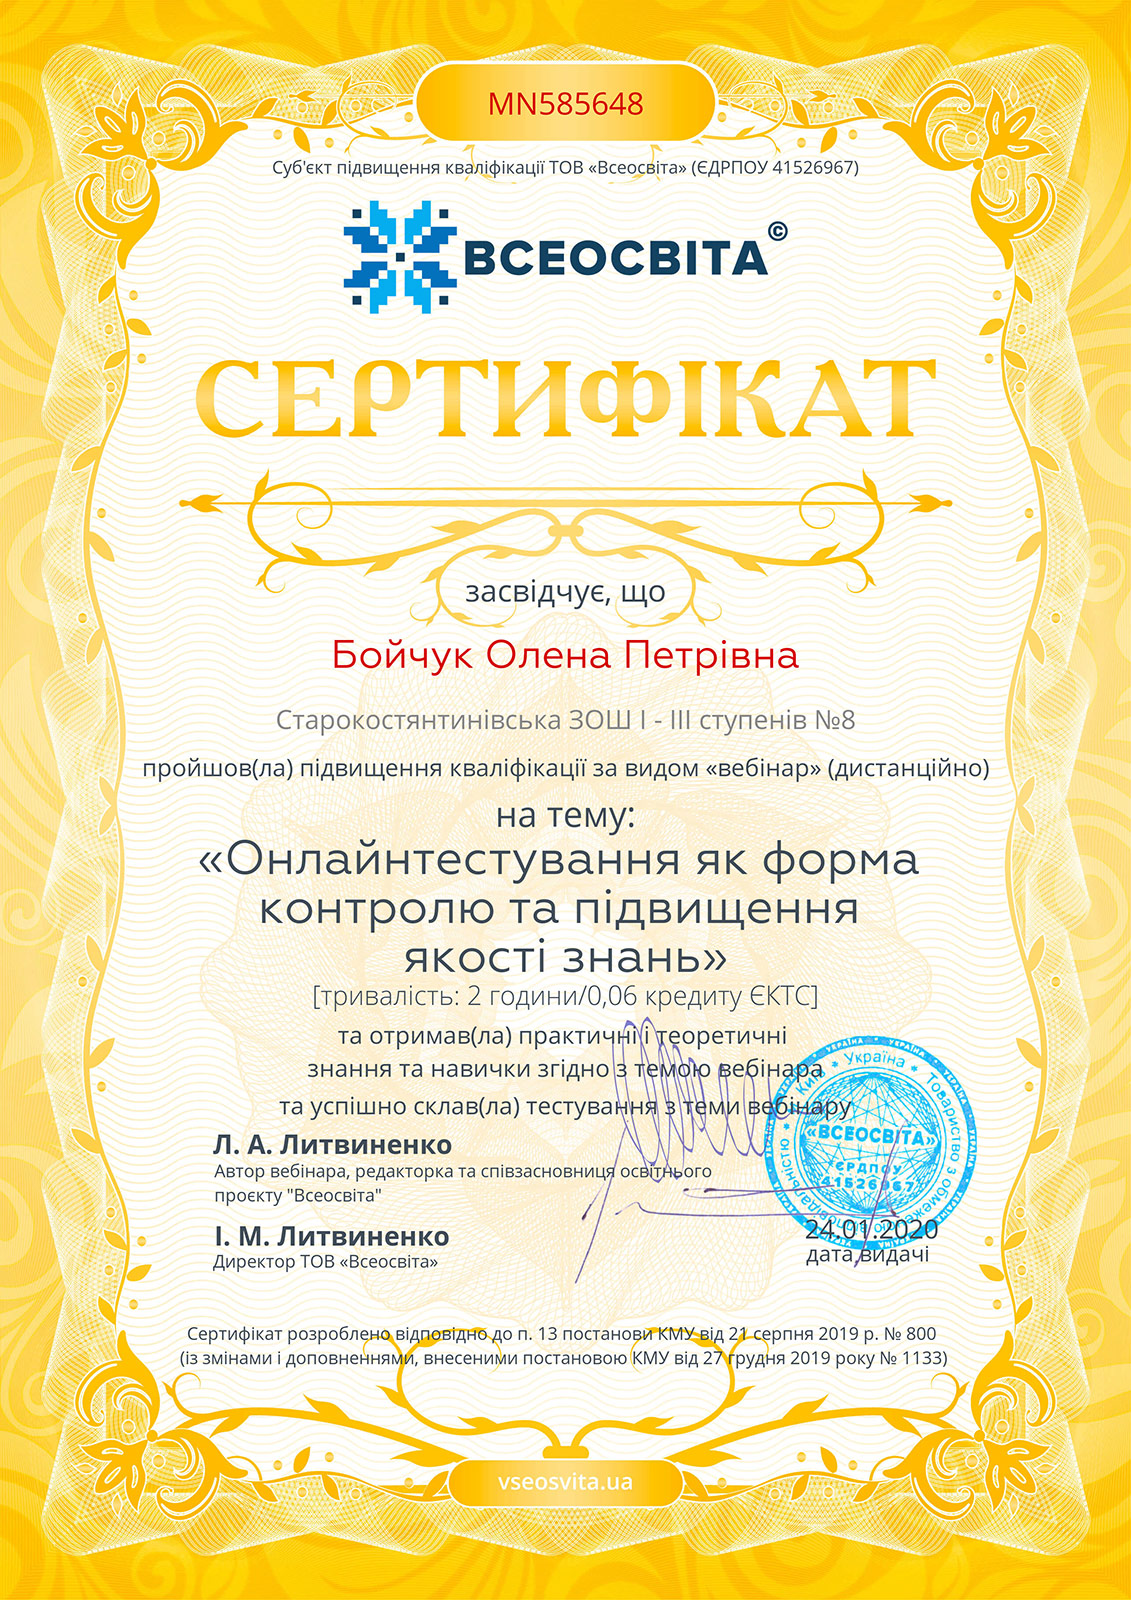 MN585648
Суб'єкт підвищення кваліфікації ТОВ «Всеосвіта» (ЄДРПОУ 41526967)
ВСЕОСВІТА©
СЕРТИФІКАТ
засвідчує, що
Бойчук Олена Петрівна
Старокостянтинівська ЗОШ І - ІІІ ступенів №8
пройшов(ла) підвищення кваліфікації за видом «вебінар» (дистанційно)
на тему:
«Онлайнтестування як форма
контролю та підвищення
якості знань»
[тривалість: 2 години/0,06 кредиту ЄКТС]
та отримав(ла) практичні і теоретичні
знання та навички згідно з темою вебінара
та успішно склав(ла) тестування з теми вебінару
Л. А. Литвиненко
Автор вебінара, редакторка та співзасновниця освітнього
проєкту "Всеосвіта"
І. М. Литвиненко
Директор ТОВ «Всеосвіта»
Україна * Товариство з обмеженою відповідальністю * Київ *
«ВСЕОСВІТА»
ЄРДПОУ
41526967
24.01.2020
дата видачі
Сертифікат розроблено відповідно до п. 13 постанови КМУ від 21 серпня 2019 р. № 800
(із змінами і доповненнями, внесеними постановою КМУ від 27 грудня 2019 року № 1133)
vseosvita.ua